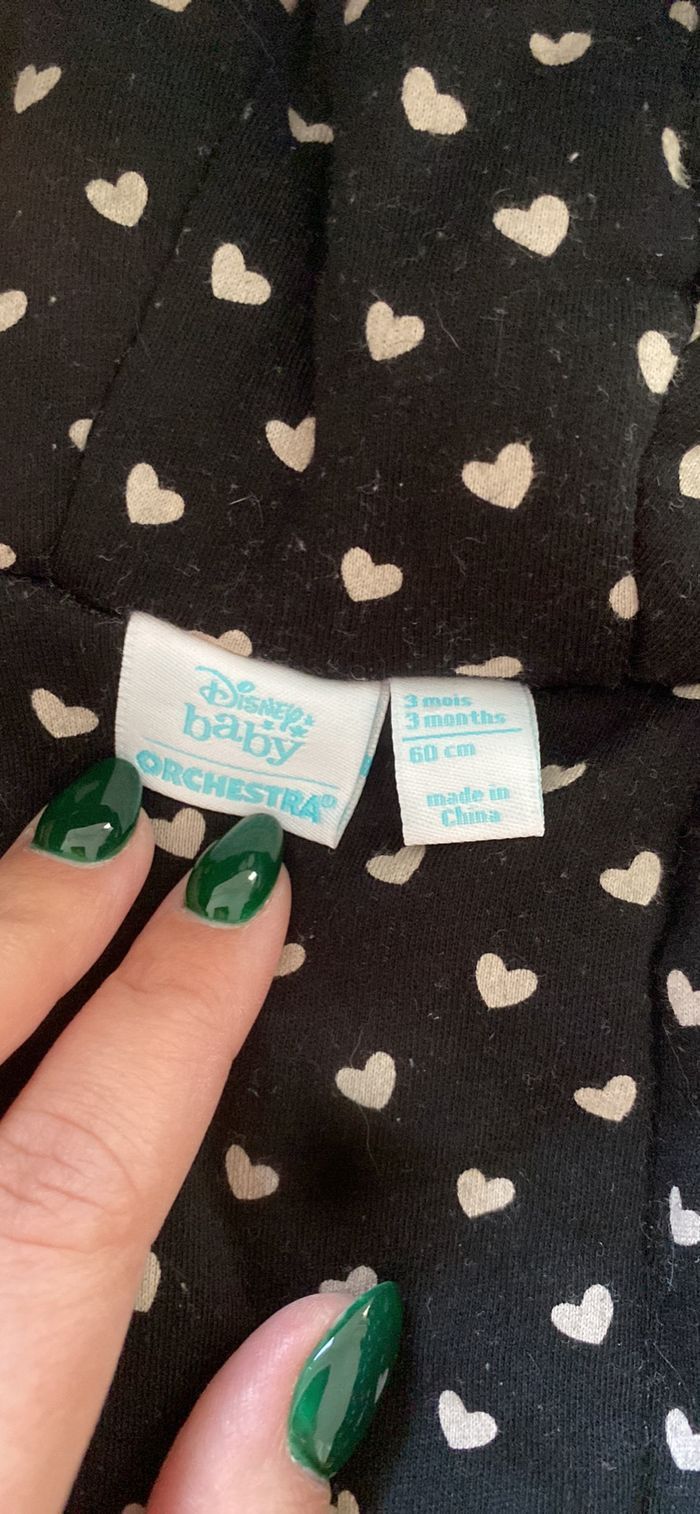 Disney
baby
ORCHESTRA®
3 mois
3 months
60 cm
made in
China